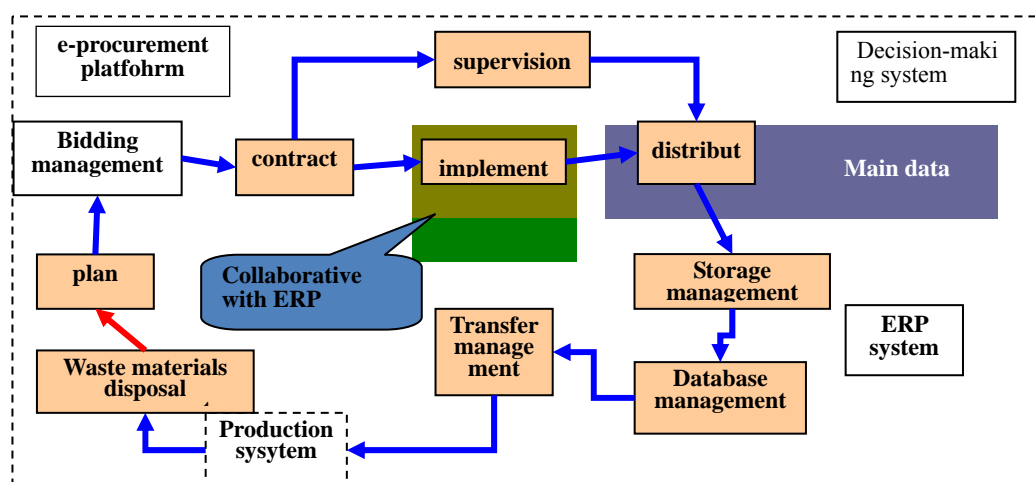 e-procurement
platfohrm
supervision
Decision-maki
ng system
Bidding
management
contract
implement
distribut
Main data
plan
Collaborative
with ERP
Storage
management
Transfer
manage
ment
ERP
system
Waste materials
disposal
Database
management
Production
sysytem